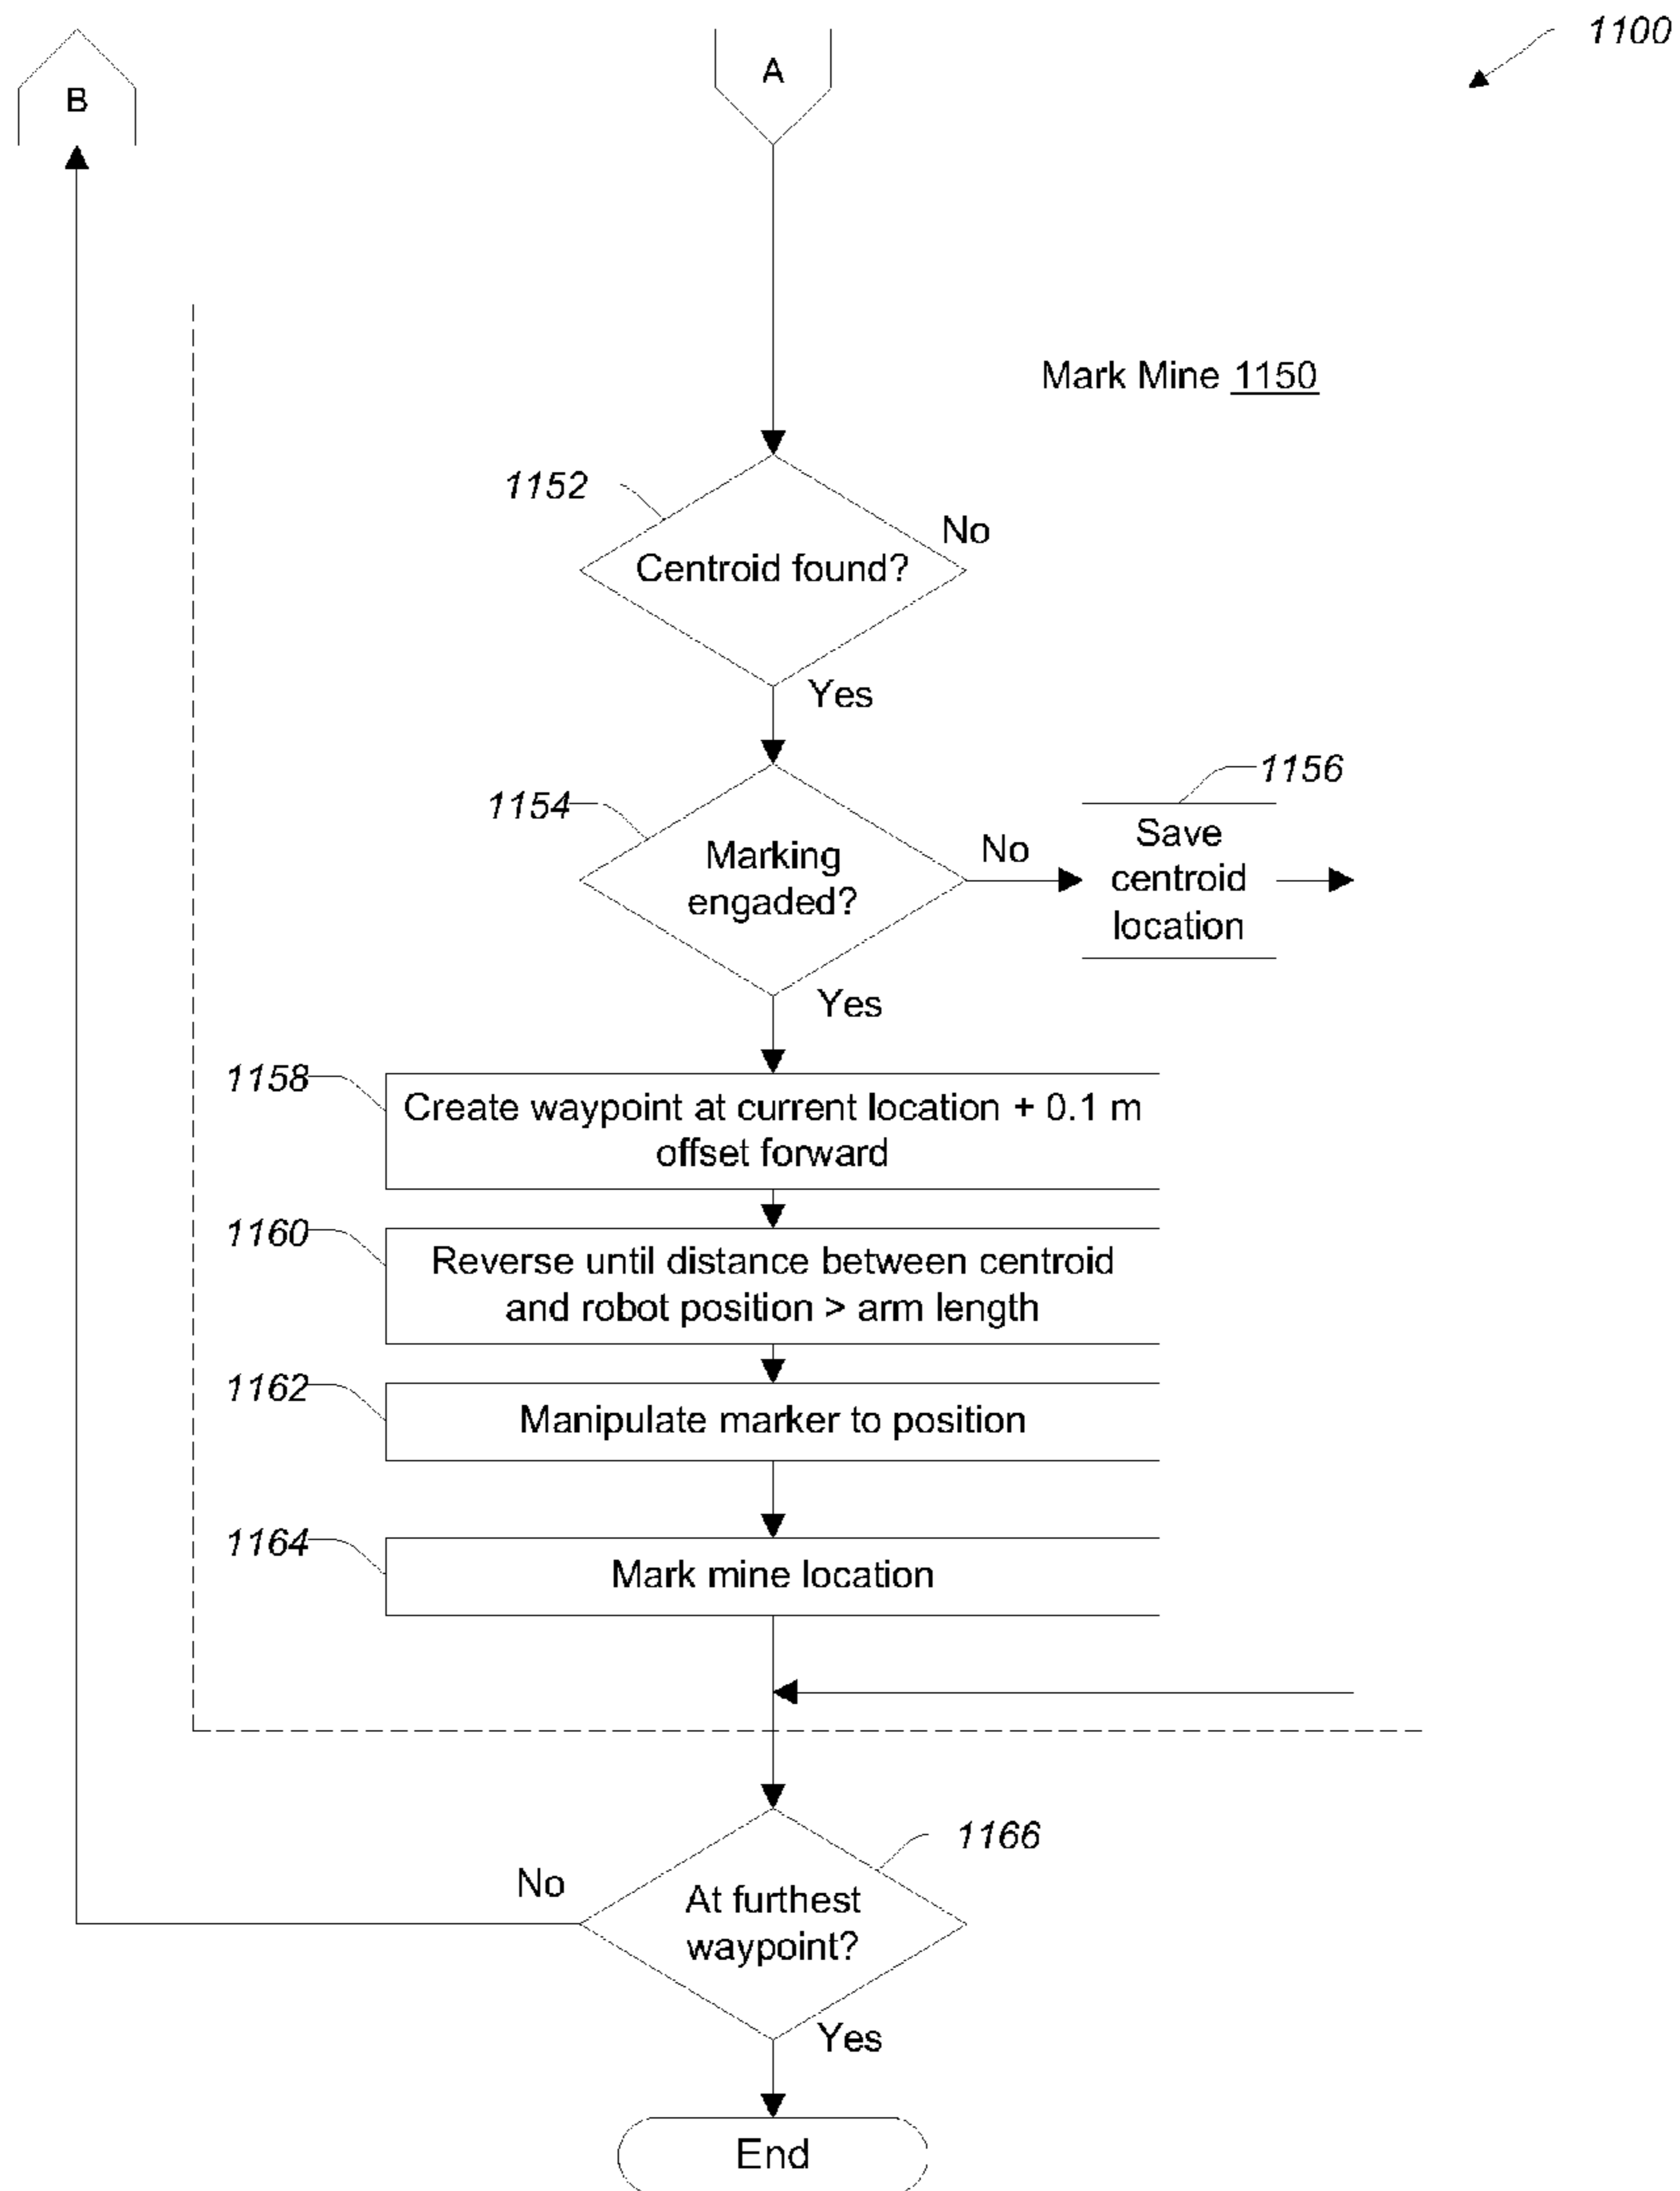 1100
B
A
Mark Mine 1150
1152
No
Centroid found?
Yes
1156
1154
Marking
engaded?
No
Save
centroid
location
Yes
1158
Create waypoint at current location + 0.1 m
offset forward
1160
Reverse until distance between centroid
and robot position > arm length
1162
Manipulate marker to position
1164
Mark mine location
1166
No
At furthest
waypoint?
Yes
End